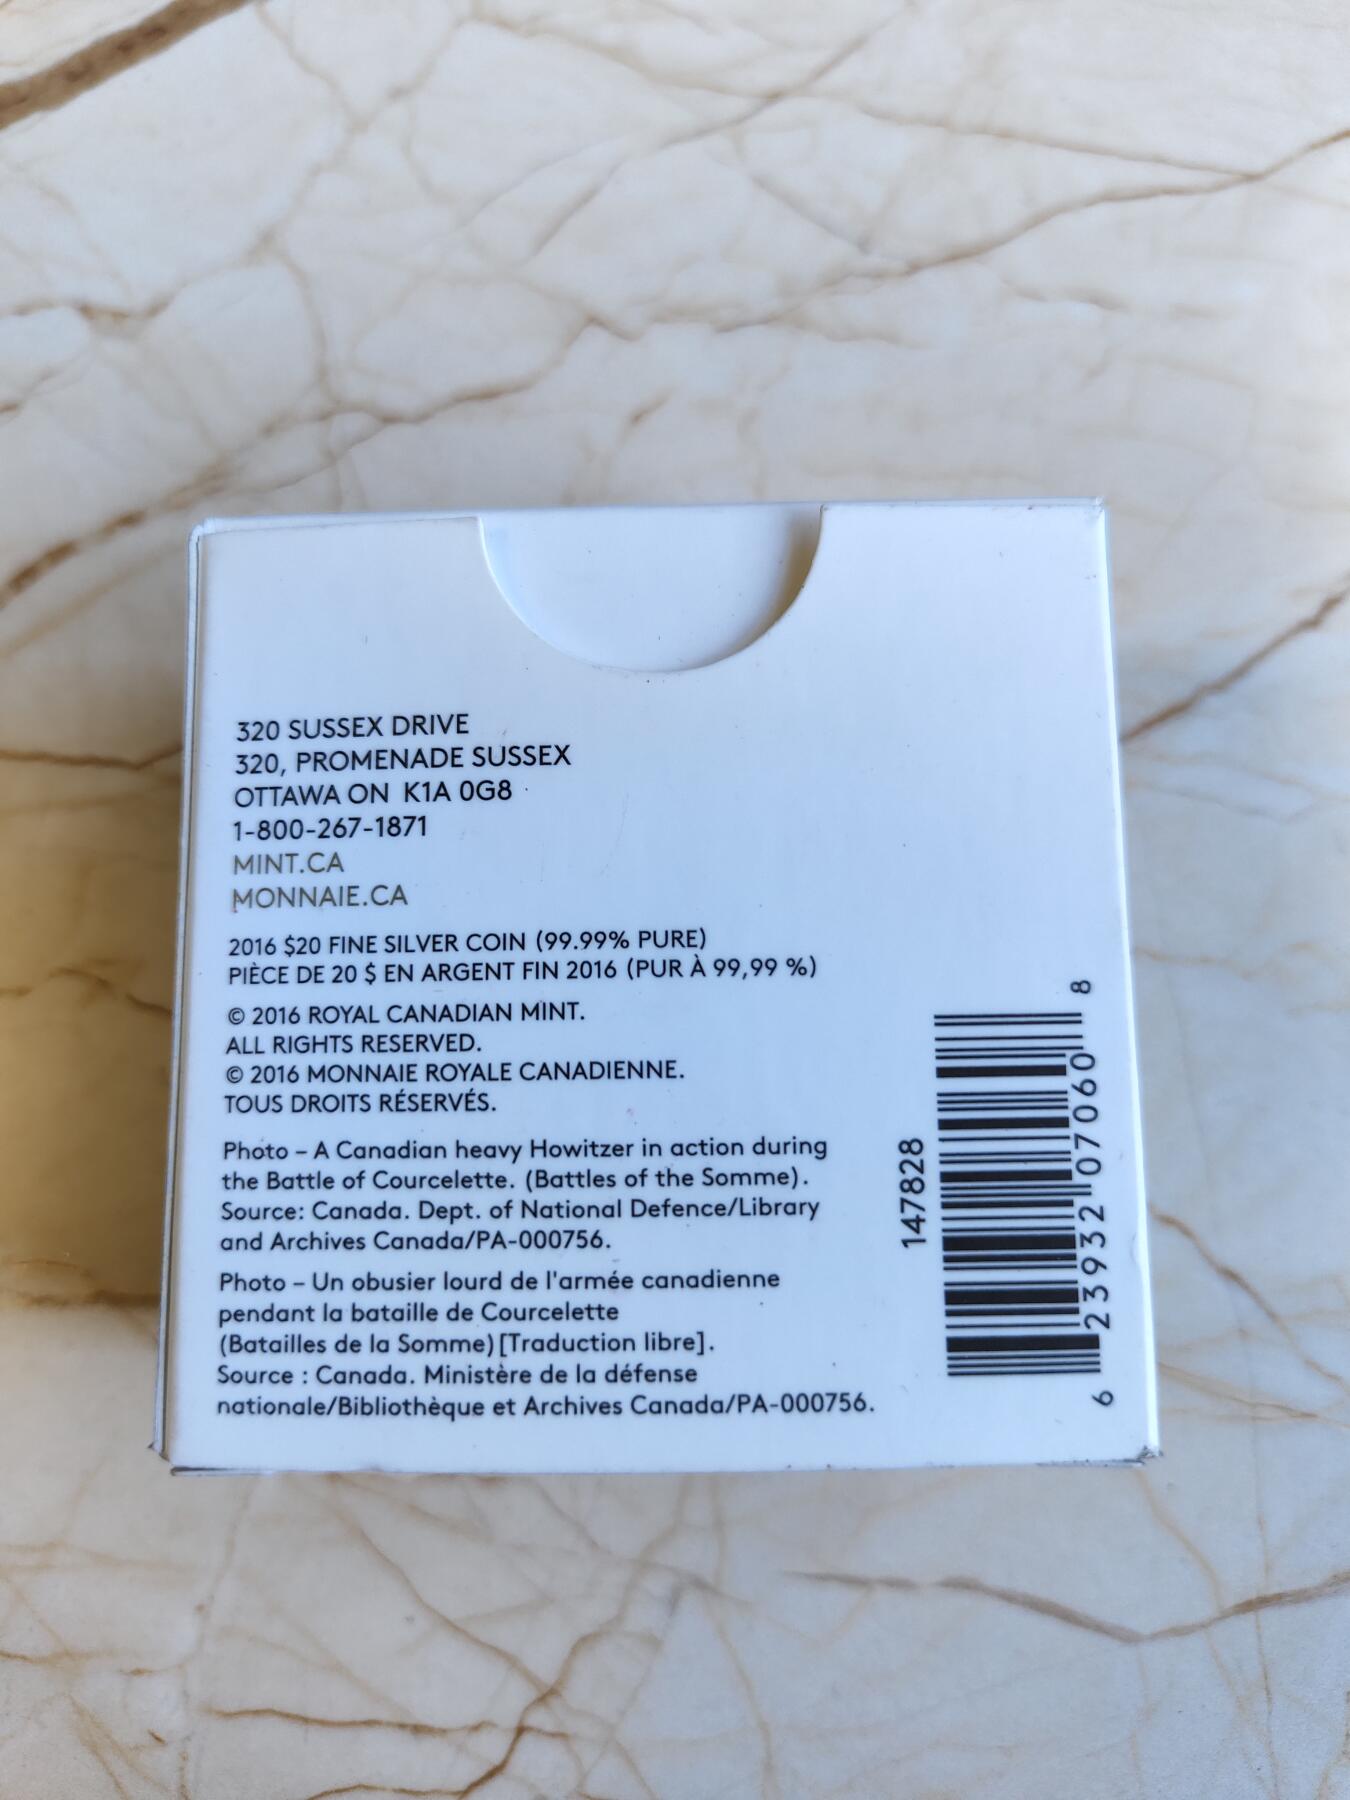 320 SUSSEX DRIVE
320, PROMENADE SUSSEX
OTTAWA ON K1A 0G8
1-800-267-1871
MINT.CA
MONNAIE.CA
2016 $20 FINE SILVER COIN (99.99% PURE)
PIÈCE DE 20 $ EN ARGENT FIN 2016 (PUR À 99,99 %)
© 2016 ROYAL CANADIAN MINT.
ALL RIGHTS RESERVED.
© 2016 MONNAIE ROYALE CANADIENNE.
TOUS DROITS RÉSERVÉS.
Photo – A Canadian heavy Howitzer in action during
the Battle of Courcelette. (Battles of the Somme).
Source: Canada. Dept. of National Defence/Library
and Archives Canada/PA-000756.
Photo – Un obusier lourd de l'armée canadienne
pendant la bataille de Courcelette
(Batailles de la Somme) [Traduction libre].
Source : Canada. Ministère de la défense
nationale/Bibliothèque et Archives Canada/PA-000756.
147828
6 23932 07060 8